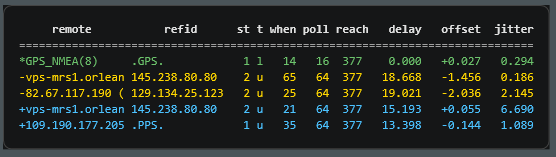 remote refid st t when poll reach delay offset jitter
==============================================================================
*GPS_NMEA(8) .GPS. 1 l 14 16 377 0.000 +0.027 0.294
-vps-mrs1.orlean 145.238.80.80 2 u 65 64 377 18.668 -1.456 0.186
-82.67.117.190 ( 129.134.25.123 2 u 25 64 377 19.021 -2.036 2.145
+vps-mrs1.orlean 145.238.80.80 2 u 21 64 377 15.193 +0.055 6.690
+109.190.177.205 .PPS. 1 u 35 64 377 13.398 -0.144 1.089